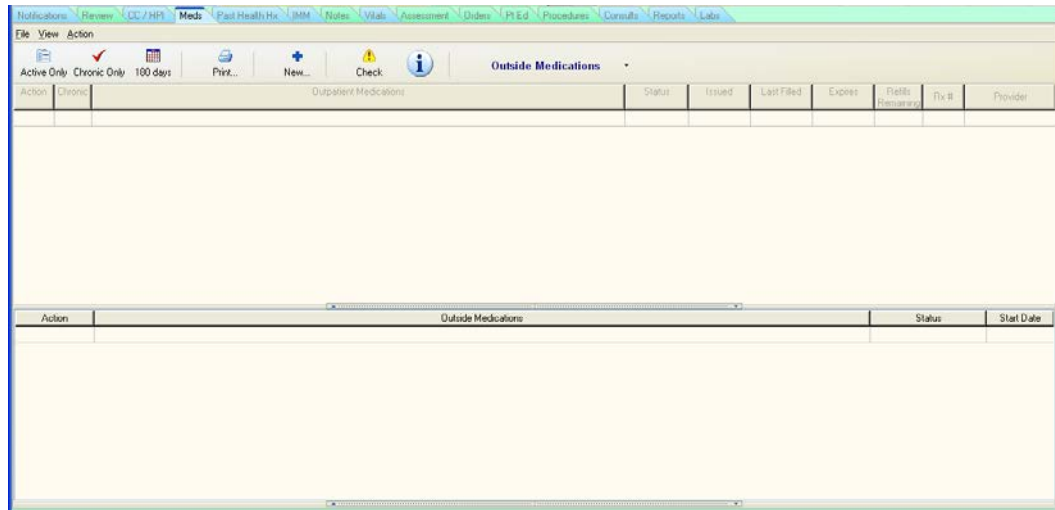 Notifications Review CC / HPI Meds Past Health Hx IMM Notes Vitals Assessment Orders Pt Ed Procedures Consults Reports Labs
File View Action
Active Only Chronic Only 180 days Print... New... Check Outside Medications
Action Chronic Outpatient Medications Status Issued Last Filled Expires Refills Remaining Rx # Provider
Action Outside Medications Status Start Date